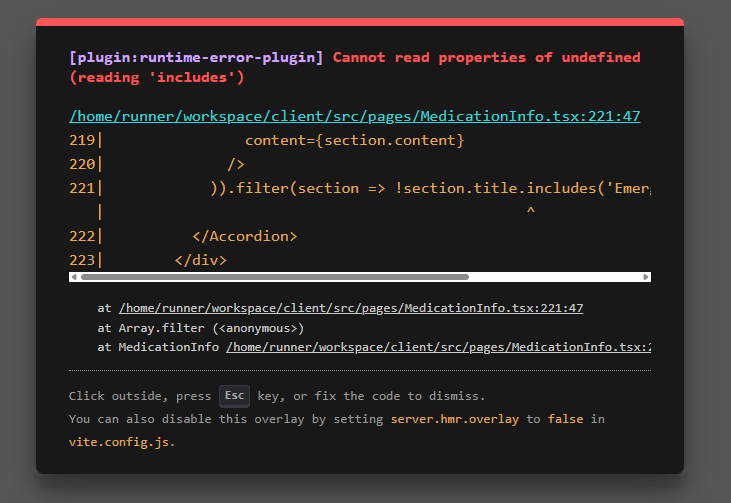 [plugin:runtime-error-plugin] Cannot read properties of undefined
(reading 'includes')
/home/runner/workspace/client/src/pages/MedicationInfo.tsx:221:47
219|                content={section.content}
220|              />
221|            )).filter(section => !section.title.includes('Emer
   |                                                 ^
222|          </Accordion>
223|        </div>
at /home/runner/workspace/client/src/pages/MedicationInfo.tsx:221:47
at Array.filter (<anonymous>)
at MedicationInfo /home/runner/workspace/client/src/pages/MedicationInfo.tsx:2
Click outside, press Esc key, or fix the code to dismiss.
You can also disable this overlay by setting server.hmr.overlay to false in
vite.config.js.